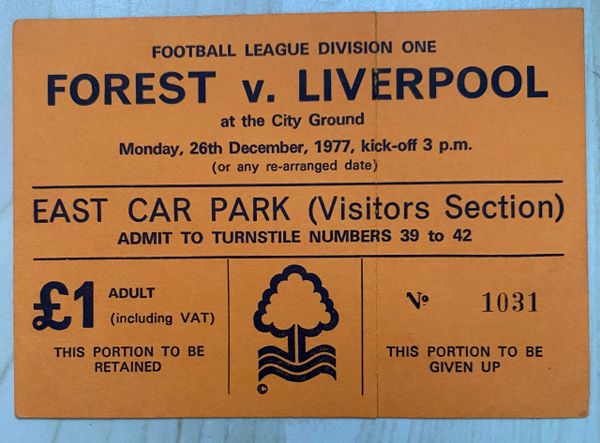 FOOTBALL LEAGUE DIVISION ONE
FOREST v. LIVERPOOL
at the City Ground
Monday, 26th December, 1977, kick-off 3 p.m.
(or any re-arranged date)
EAST CAR PARK (Visitors Section)
ADMIT TO TURNSTILE NUMBERS 39 to 42
£1 ADULT
(including VAT)
THIS PORTION TO BE
RETAINED
©
No 1031
THIS PORTION TO BE
GIVEN UP